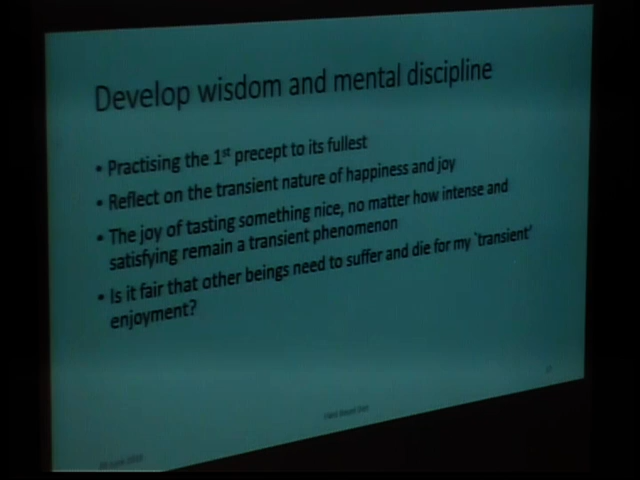 Develop wisdom and mental discipline
• Practising the 1st precept to its fullest
• Reflect on the transient nature of happiness and joy
• The joy of tasting something nice, no matter how intense and
satisfying remain a transient phenomenon
• Is it fair that other beings need to suffer and die for my `transient'
enjoyment?